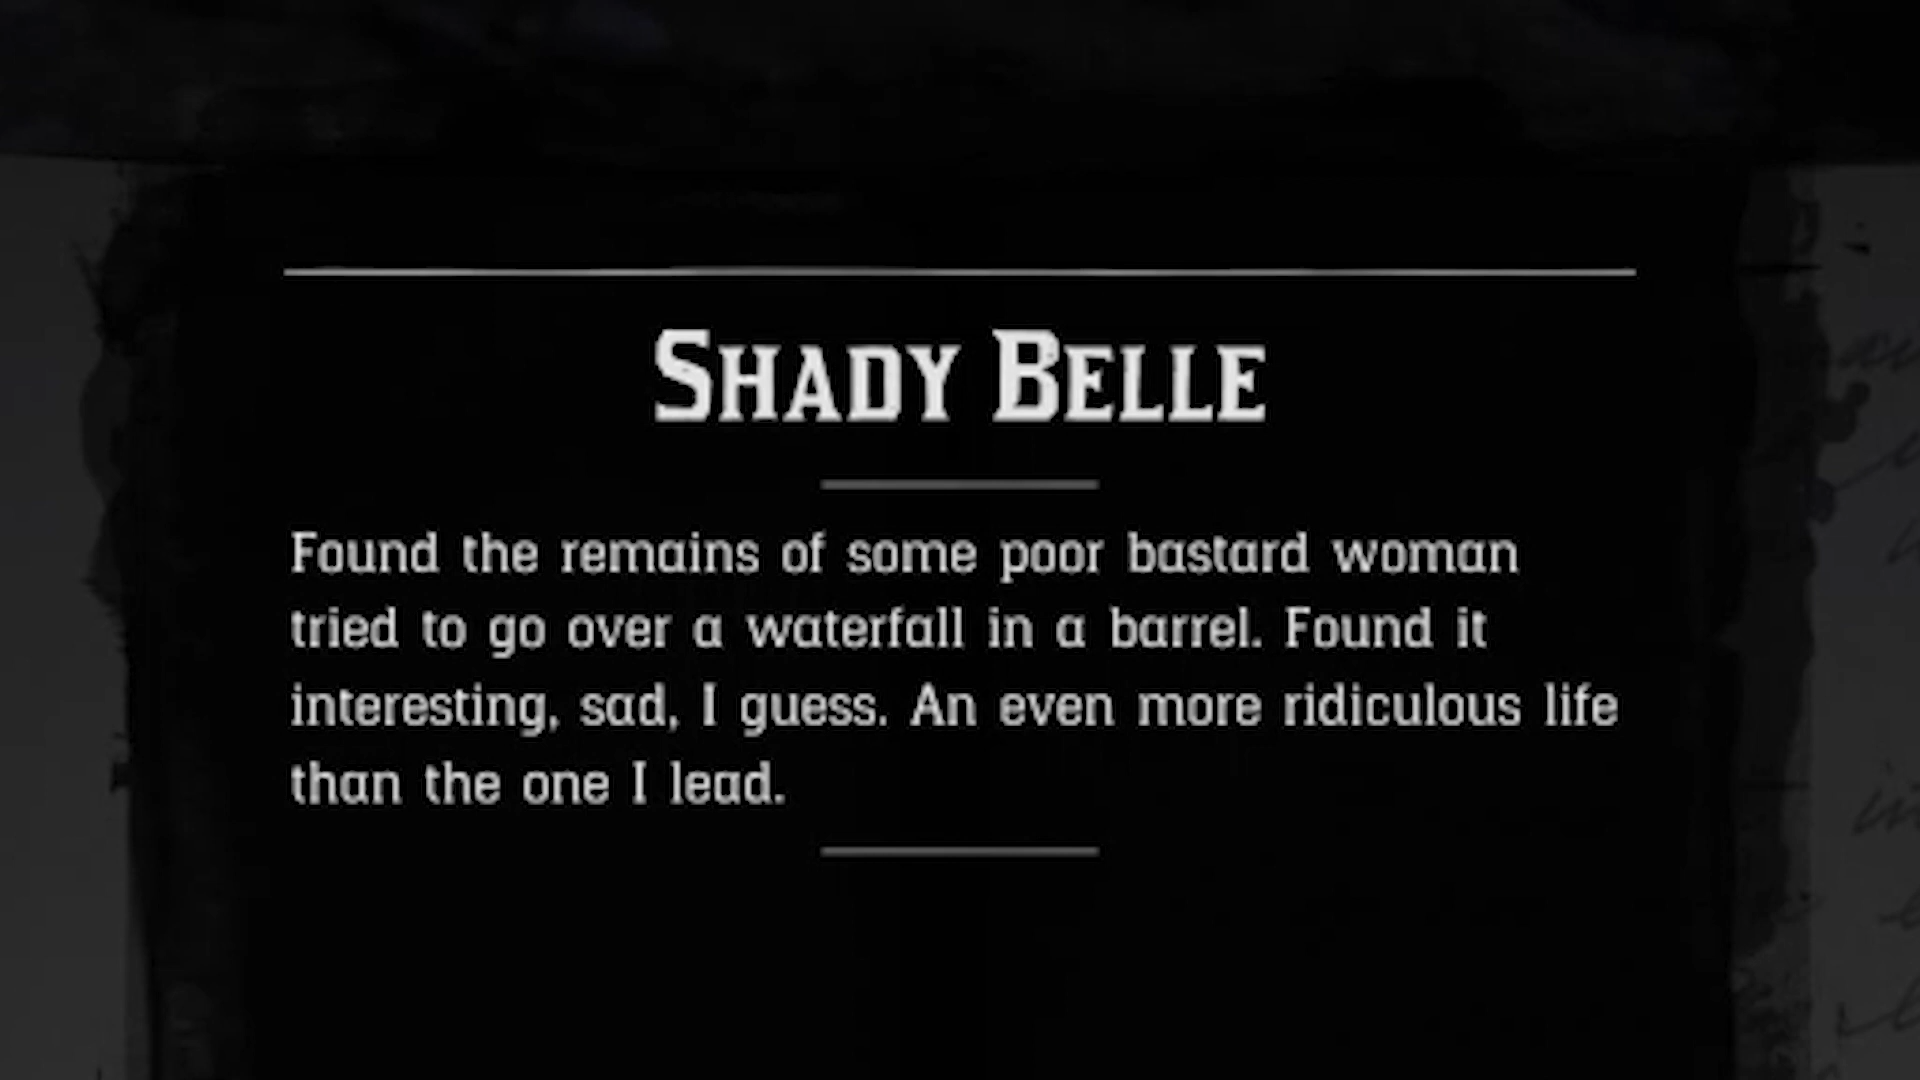 Shady Belle
Found the remains of some poor bastard woman
tried to go over a waterfall in a barrel. Found it
interesting, sad, I guess. An even more ridiculous life
than the one I lead.